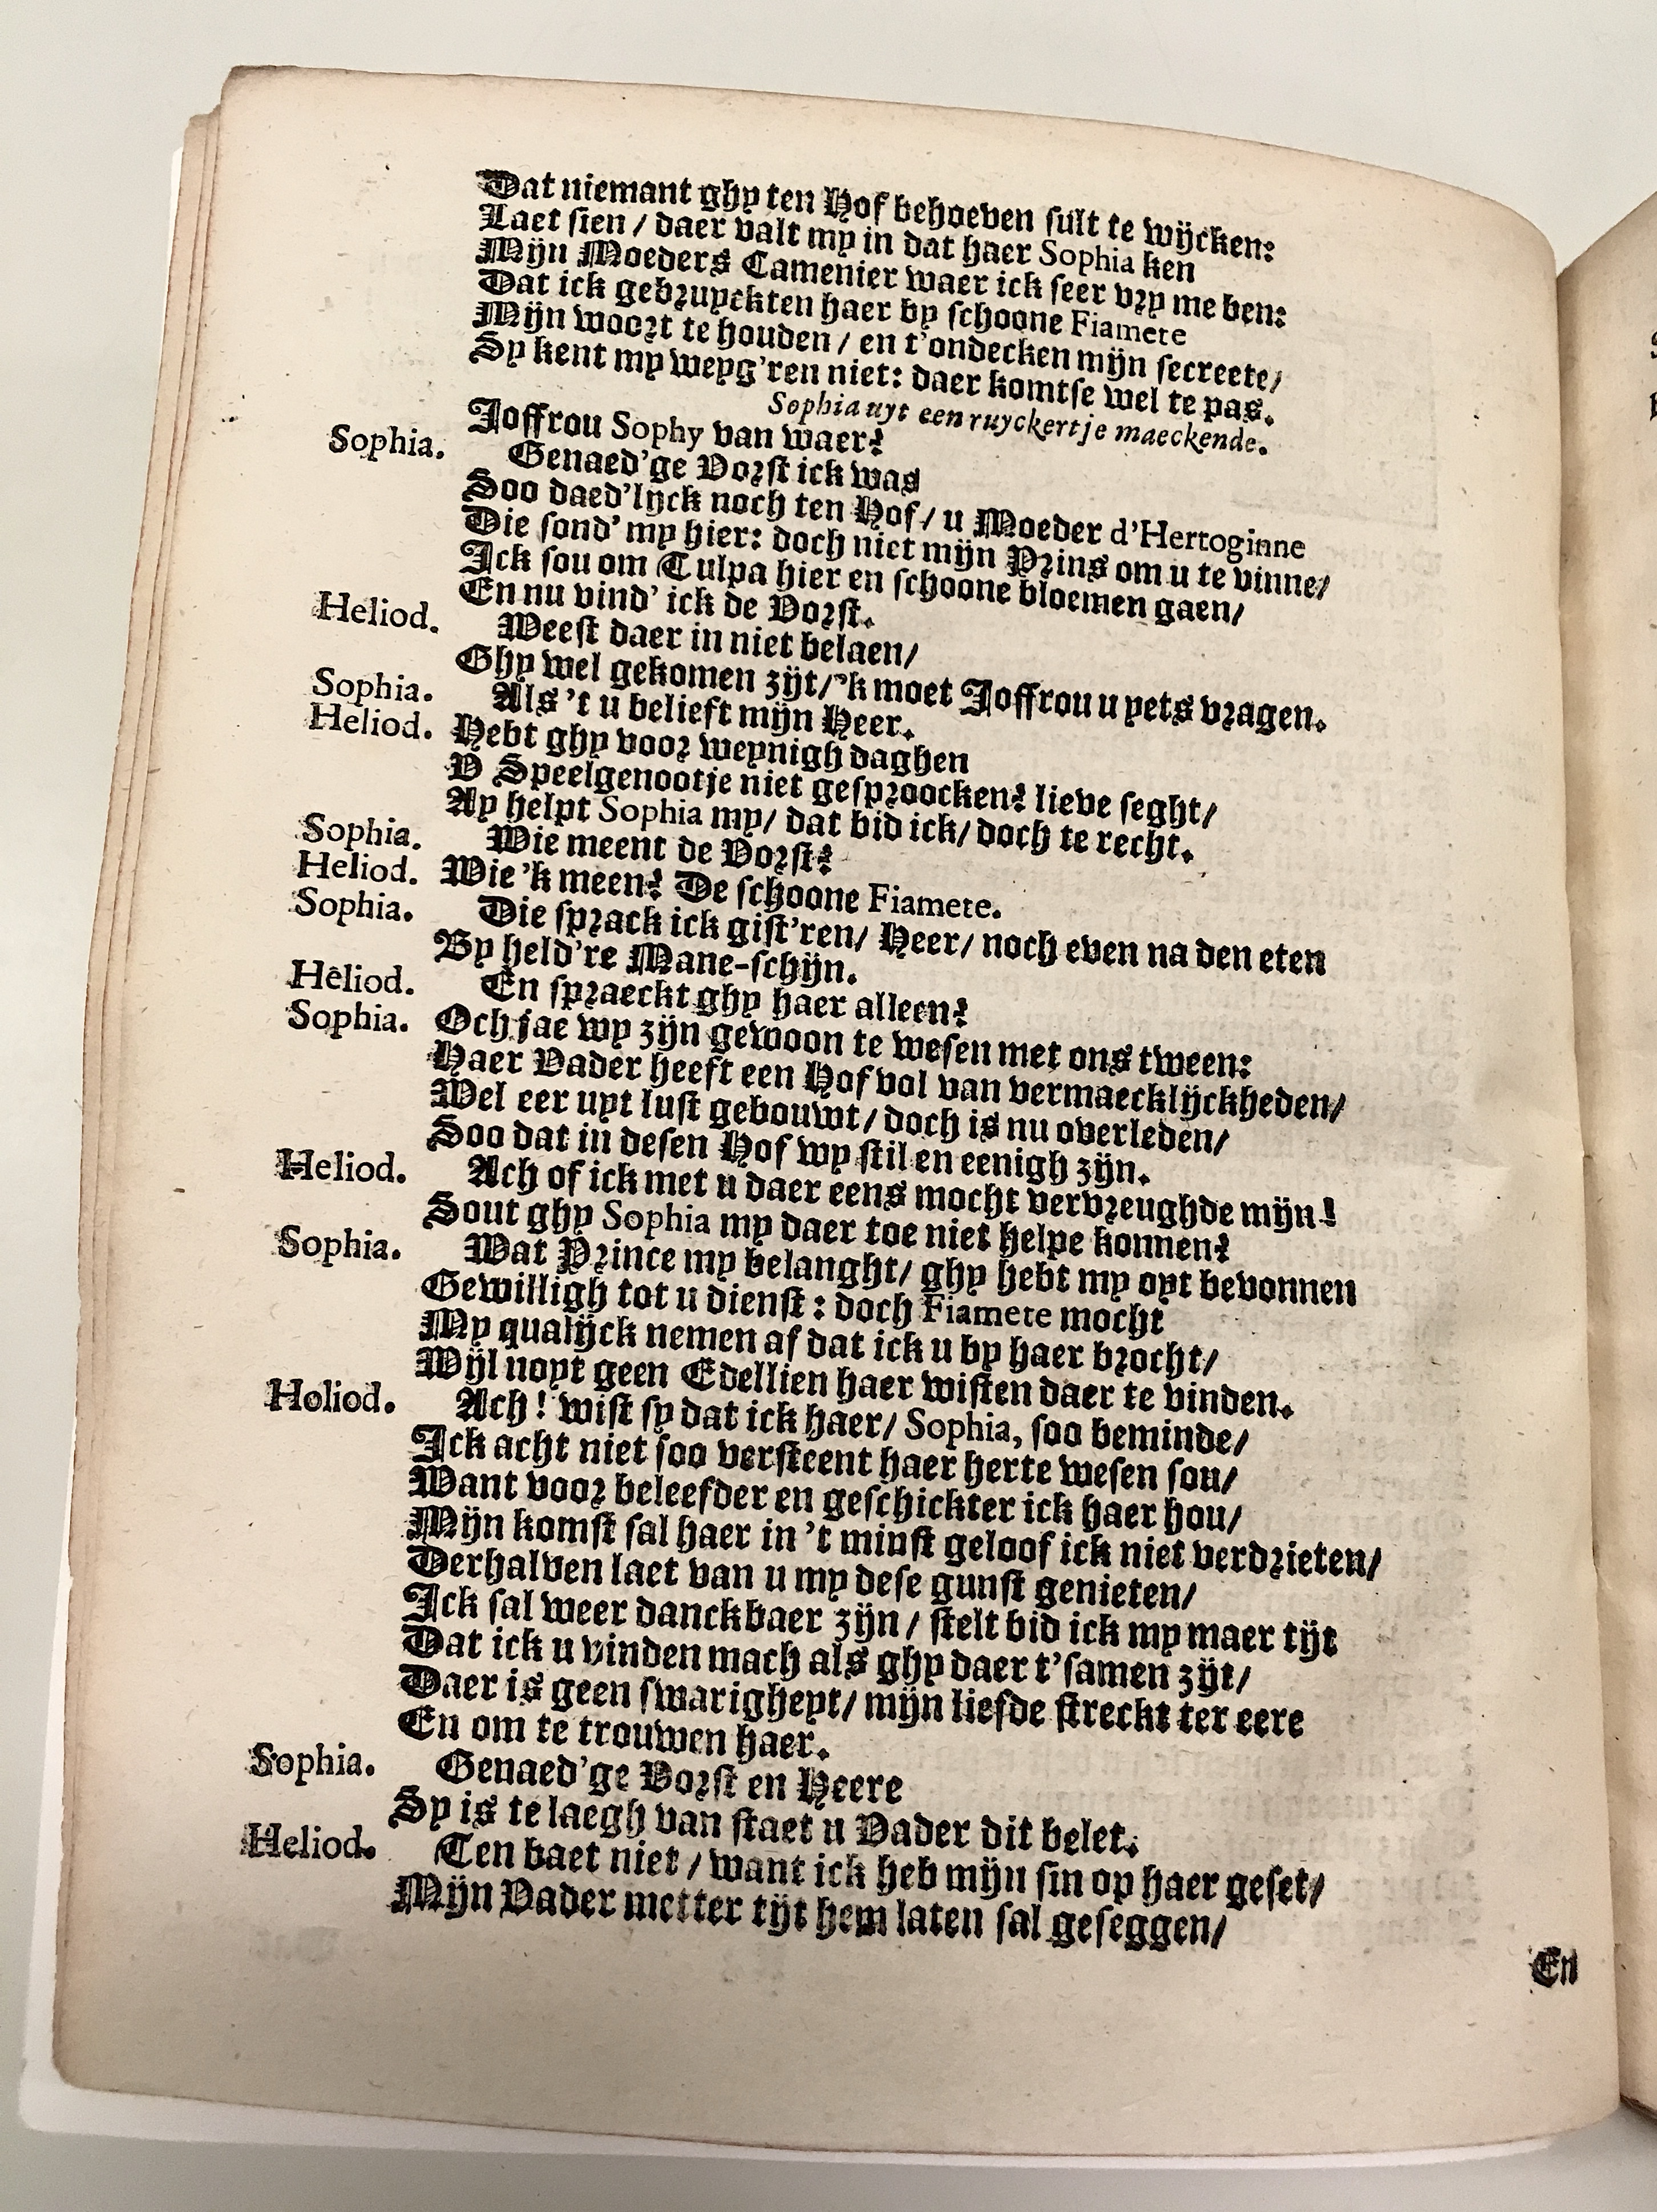 Dat niemant ghy ten Hof behoeven sult te wijcken:
Laet sien / daer valt my in dat haer Sophia ken
Mijn Moeders Camenier waer ick seer vry me ben:
Dat ick gebruyckten haer by schoone Fiamete
Mijn woort te houden / en t'ondecken mijn secreete /
Sy kent my weyg'ren niet: daer komtse wel te pas.
Sophia uyt een ruyckertje maeckende.
Joffrou Sophy van waer?
Sophia. Genaed'ge Vorst ick was
Soo daed'lyck noch ten Hof / u Moeder d'Hertoginne
Die sond' my hier: doch niet mijn Prins om u te vinne /
Ick sou om Tulpa hier en schoone bloemen gaen /
En nu vind' ick de Vorst.
Heliod. Weest daer in niet belaen /
Ghy wel gekomen zijt / 'k moet Joffrou u yets vragen.
Sophia. Als 't u belieft mijn Heer.
Heliod. Hebt ghy voor weynigh daghen
V Speelgenootje niet gesproocken? lieve seght /
Ay helpt Sophia my / dat bid ick / doch te recht.
Sophia. Wie meent de Vorst?
Heliod. Wie 'k meen? De schoone Fiamete.
Sophia. Die sprack ick gist'ren / Heer / noch even na den eten
By held're Mane-schijn.
Heliod. En spraeckt ghy haer alleen?
Sophia. Och jae wy zijn gewoon te wesen met ons tween:
Haer Vader heeft een Hof vol van vermaecklijckheden /
Wel eer uyt lust gebouwt / doch is nu overleden /
Soo dat in desen Hof wy stil en eenigh zijn.
Heliod. Ach of ick met u daer eens mocht vervreughde mijn!
Sout ghy Sophia my daer toe niet helpe konnen?
Sophia. Wat Prince my belanght / ghy hebt my oyt bevonnen
Gewilligh tot u dienst: doch Fiamete mocht
My qualijck nemen af dat ick u by haer brocht /
Wijl noyt geen Edellien haer wisten daer te vinden.
Holiod. Ach! wist sy dat ick haer / Sophia, soo beminde /
Ick acht niet soo versteent haer herte wesen sou /
Want voor beleefder en geschickter ick haer hou /
Mijn komst sal haer in 't minst geloof ick niet verdrieten /
Derhalven laet van u my dese gunst genieten /
Ick sal weer danckbaer zijn / stelt bid ick my maer tijt
Dat ick u vinden mach als ghy daer t'samen zijt /
Daer is geen swarigheyt / mijn liefde streckt ter eere
En om te trouwen haer.
Sophia. Genaed'ge Vorst en Heere
Sy is te laegh van staet u Vader dit belet.
Heliod. Ten baet niet / want ick heb mijn sin op haer geset /
Mijn Vader metter tijt hem laten sal geseggen /
En